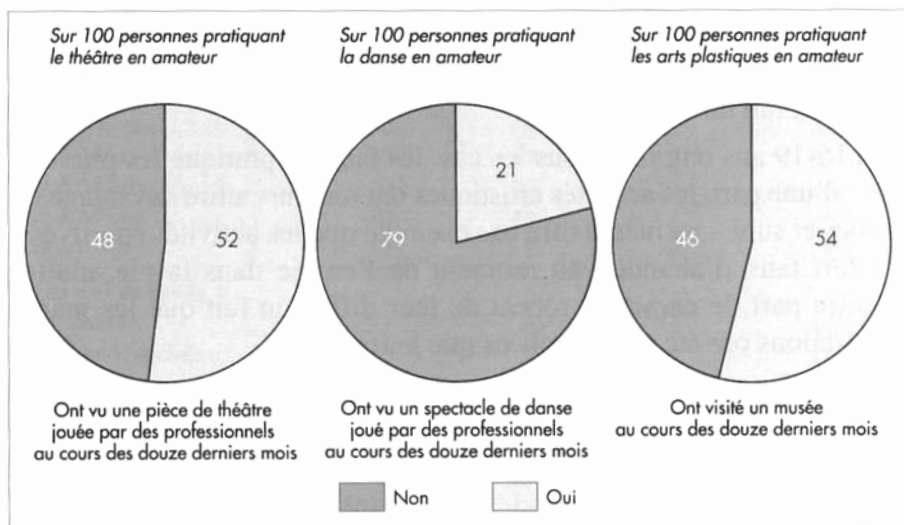 Sur 100 personnes pratiquant
le théâtre en amateur
Sur 100 personnes pratiquant
la danse en amateur
Sur 100 personnes pratiquant
les arts plastiques en amateur
48
52
79
21
46
54
Ont vu une pièce de théâtre
jouée par des professionnels
au cours des douze derniers mois
Ont vu un spectacle de danse
joué par des professionnels
au cours des douze derniers mois
Ont visité un musée
au cours des douze derniers mois
Non
Oui